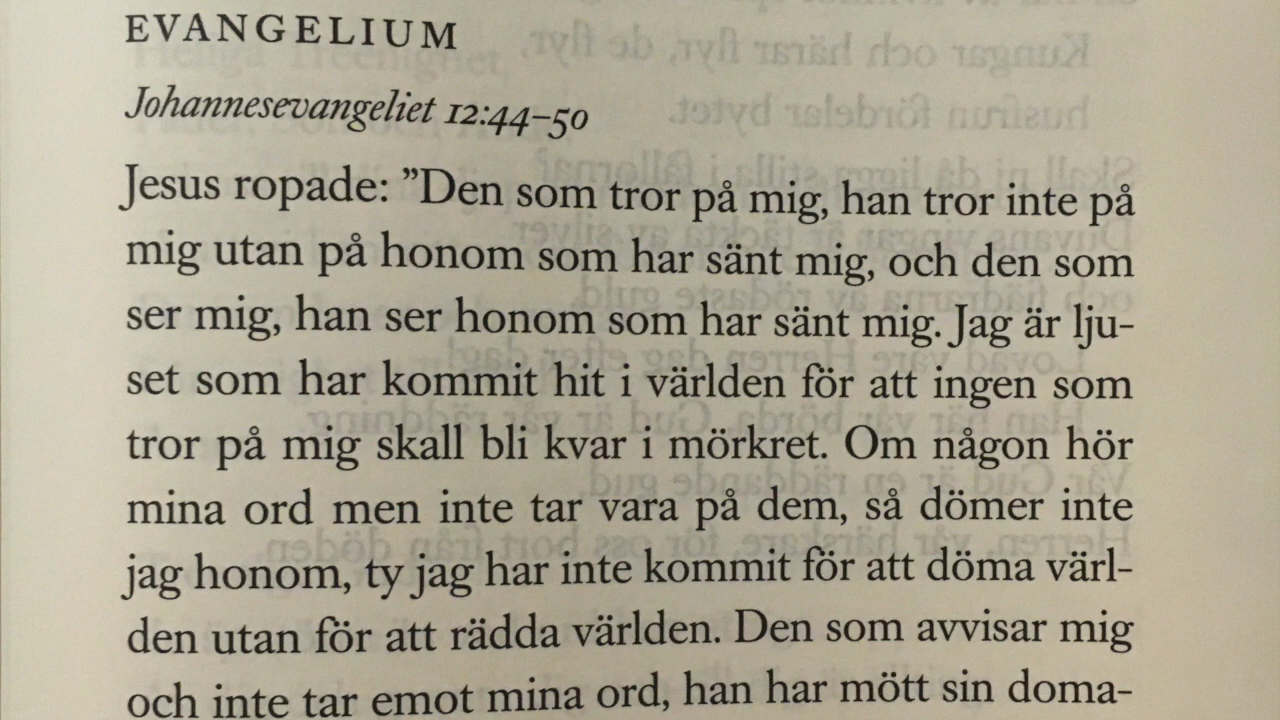 EVANGELIUM
Johannesevangeliet 12:44–50
Jesus ropade: ”Den som tror på mig, han tror inte på
mig utan på honom som har sänt mig, och den som
ser mig, han ser honom som har sänt mig. Jag är lju-
set som har kommit hit i världen för att ingen som
tror på mig skall bli kvar i mörkret. Om någon hör
mina ord men inte tar vara på dem, så dömer inte
jag honom, ty jag har inte kommit för att döma värl-
den utan för att rädda världen. Den som avvisar mig
och inte tar emot mina ord, han har mött sin doma-